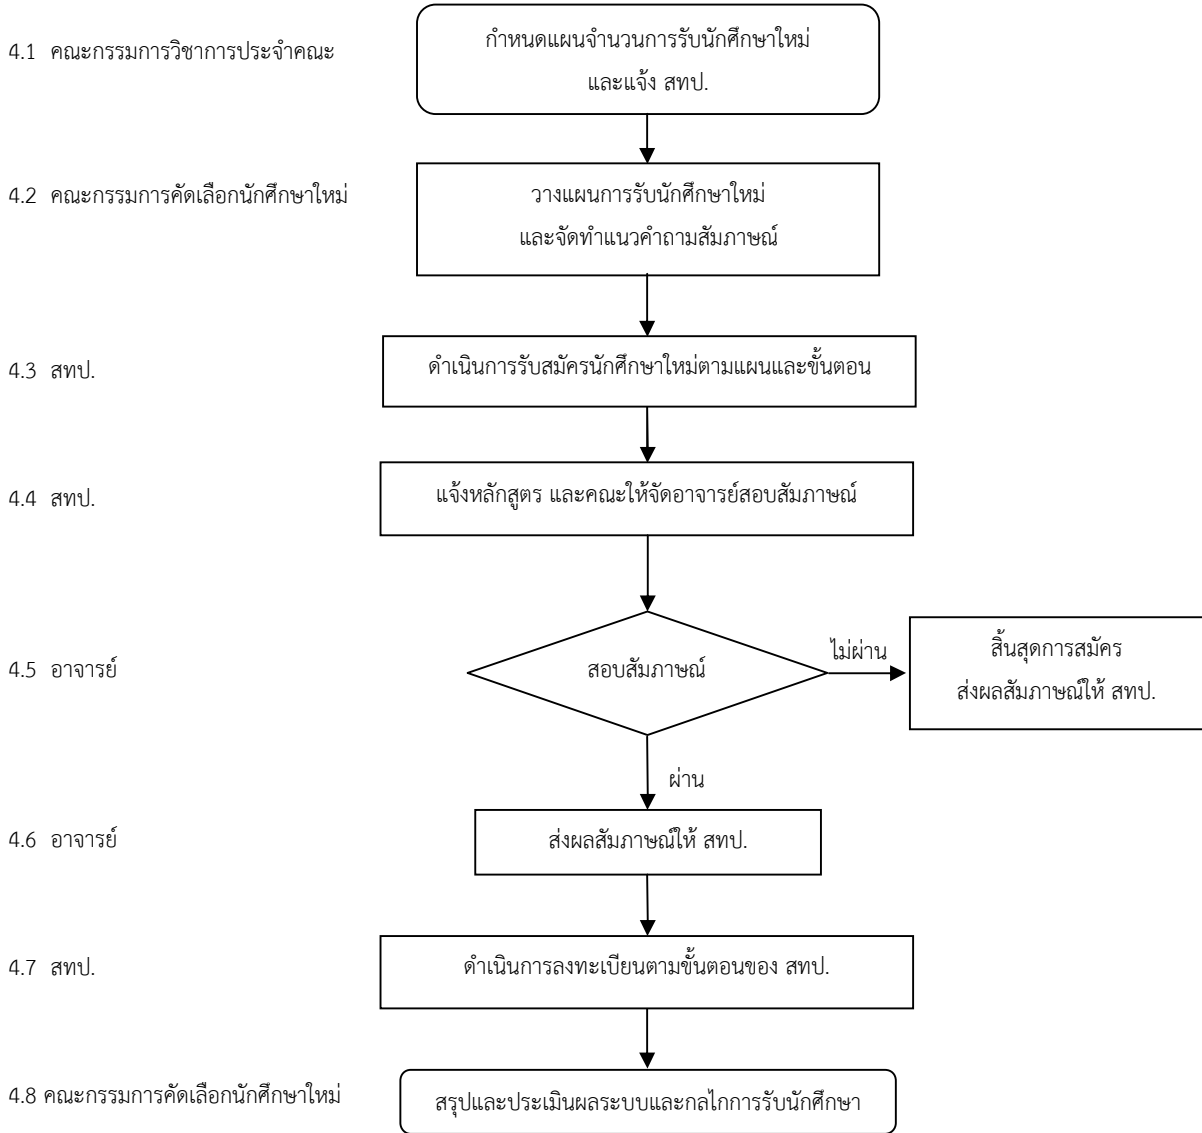 4.1 คณะกรรมการวิชาการประจำคณะ
กำหนดแผนจำนวนการรับนักศึกษาใหม่
และแจ้ง สทป.
4.2 คณะกรรมการคัดเลือกนักศึกษาใหม่
วางแผนการรับนักศึกษาใหม่
และจัดทำแนวคำถามสัมภาษณ์
4.3 สทป.
ดำเนินการรับสมัครนักศึกษาใหม่ตามแผนและขั้นตอน
4.4 สทป.
แจ้งหลักสูตร และคณะให้จัดอาจารย์สอบสัมภาษณ์
4.5 อาจารย์
สอบสัมภาษณ์
ไม่ผ่าน
สิ้นสุดการสมัคร
ส่งผลสัมภาษณ์ให้ สทป.
ผ่าน
4.6 อาจารย์
ส่งผลสัมภาษณ์ให้ สทป.
4.7 สทป.
ดำเนินการลงทะเบียนตามขั้นตอนของ สทป.
4.8 คณะกรรมการคัดเลือกนักศึกษาใหม่
สรุปและประเมินผลระบบและกลไกการรับนักศึกษา